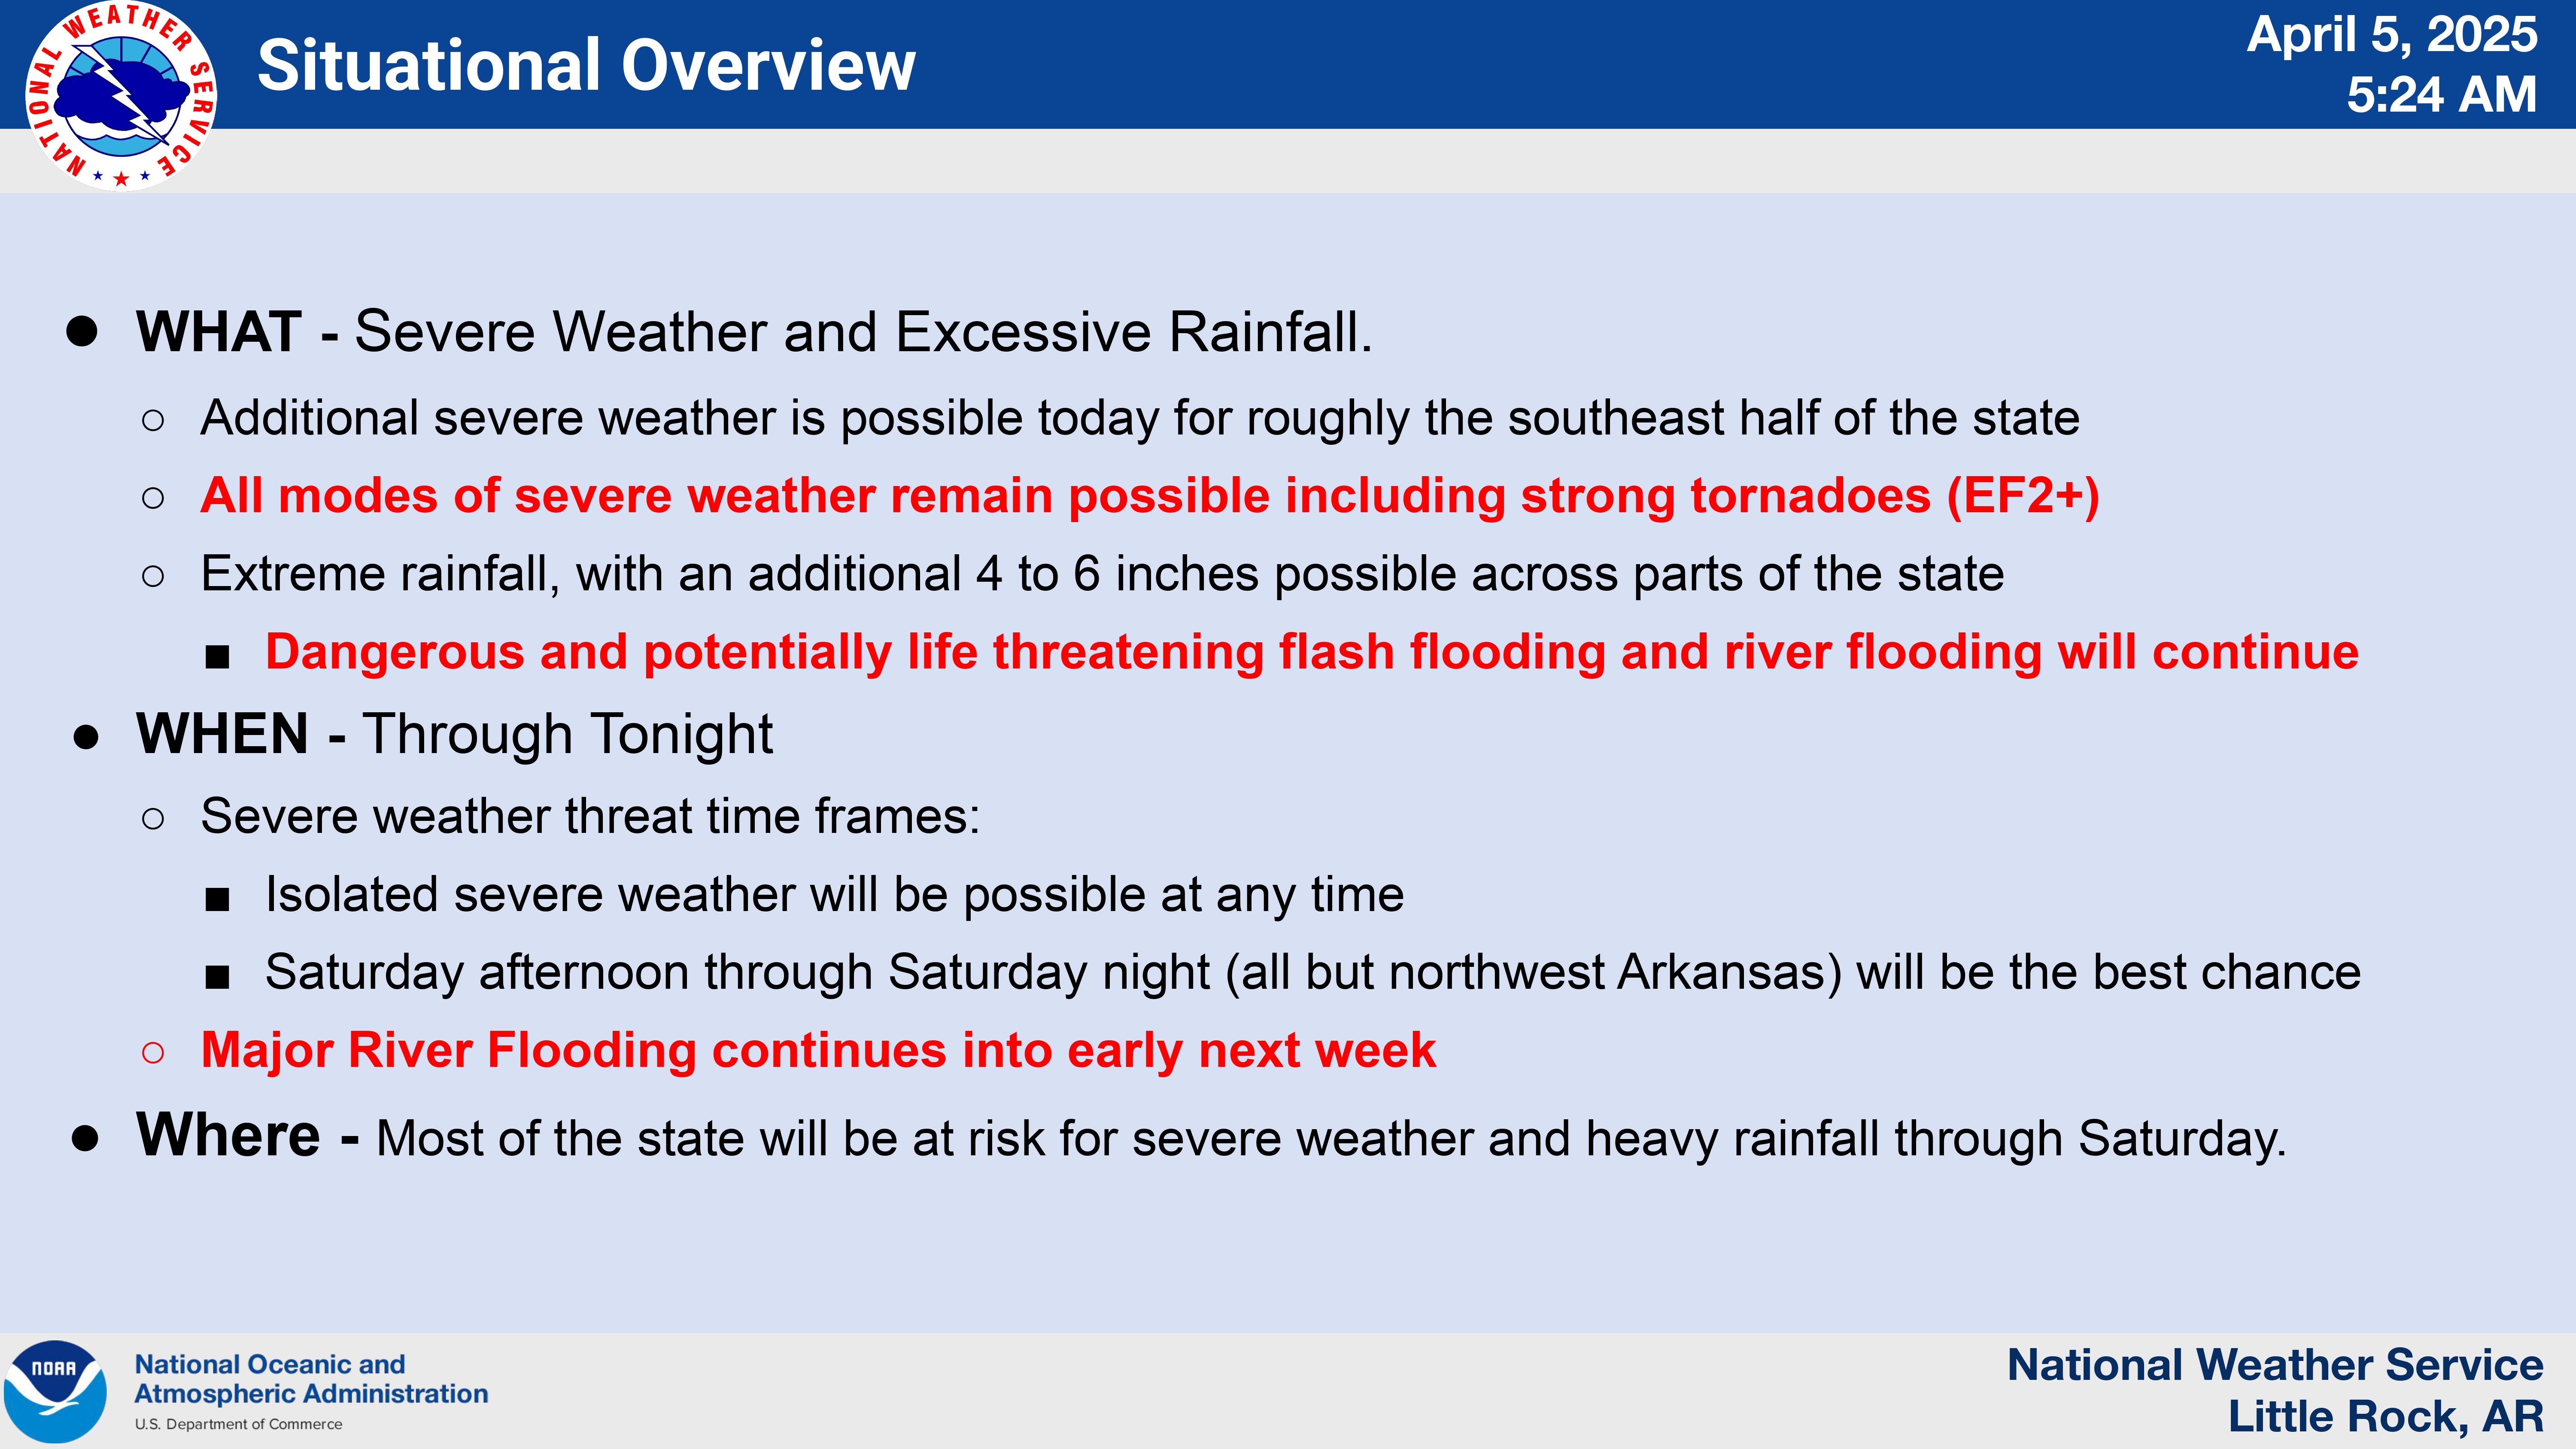 NATIONAL WEATHER SERVICE
Situational Overview
April 5, 2025
5:24 AM
● WHAT - Severe Weather and Excessive Rainfall.
○ Additional severe weather is possible today for roughly the southeast half of the state
○ All modes of severe weather remain possible including strong tornadoes (EF2+)
○ Extreme rainfall, with an additional 4 to 6 inches possible across parts of the state
■ Dangerous and potentially life threatening flash flooding and river flooding will continue
● WHEN - Through Tonight
○ Severe weather threat time frames:
■ Isolated severe weather will be possible at any time
■ Saturday afternoon through Saturday night (all but northwest Arkansas) will be the best chance
○ Major River Flooding continues into early next week
● Where - Most of the state will be at risk for severe weather and heavy rainfall through Saturday.
NOAA
National Oceanic and
Atmospheric Administration
U.S. Department of Commerce
National Weather Service
Little Rock, AR